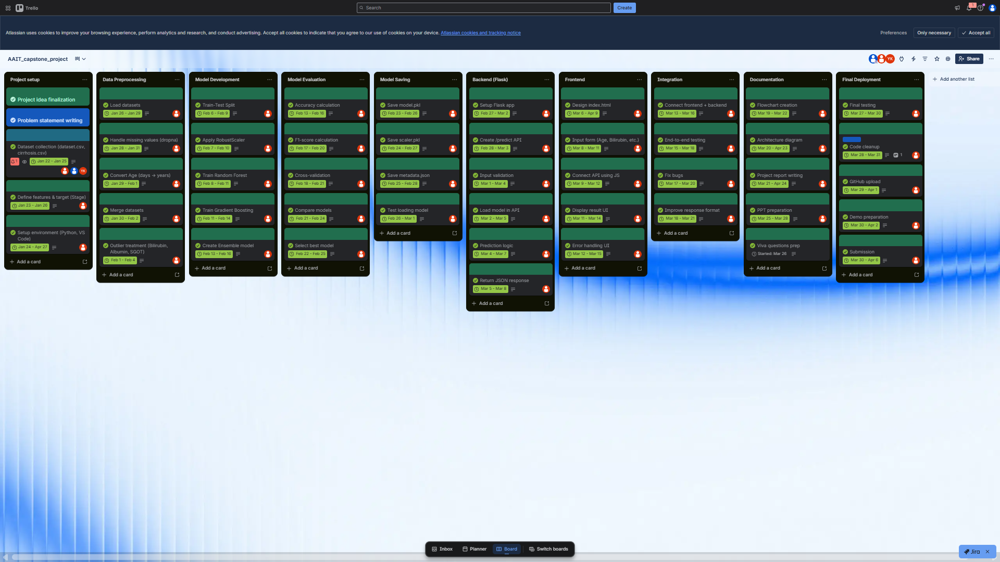 Trello
Search
Create
1
Atlassian uses cookies to improve your browsing experience, perform analytics and research, and conduct advertising. Accept all cookies to indicate that you agree to our use of cookies on your device. Atlassian cookies and tracking notice
Preferences
Only necessary
Accept all
AAIT_capstone_project
YK
Share
Project setup
Project idea finalization
Problem statement writing
Dataset collection (dataset.csv,
cirrhosis.csv)
1
Jan 22 - Jan 25
YK
Define features & target (Stage)
Jan 23 - Jan 26
Setup environment (Python, VS
Code)
Jan 24 - Apr 27
Add a card
Data Preprocessing
Load datasets
Jan 26 - Jan 29
Handle missing values (dropna)
Jan 28 - Jan 31
Convert Age (days → years)
Jan 29 - Feb 1
Merge datasets
Jan 30 - Feb 2
Outlier treatment (Bilirubin,
Albumin, SGOT)
Feb 1 - Feb 4
Add a card
Model Development
Train-Test Split
Feb 6 - Feb 9
Apply RobustScaler
Feb 7 - Feb 10
Train Random Forest
Feb 8 - Feb 11
Train Gradient Boosting
Feb 11 - Feb 14
Create Ensemble model
Feb 13 - Feb 16
Add a card
Model Evaluation
Accuracy calculation
Feb 13 - Feb 16
F1-score calculation
Feb 17 - Feb 20
Cross-validation
Feb 18 - Feb 21
Compare models
Feb 21 - Feb 24
Select best model
Feb 22 - Feb 25
Add a card
Model Saving
Save model.pkl
Feb 23 - Feb 26
Save scaler.pkl
Feb 24 - Feb 27
Save metadata.json
Feb 25 - Feb 28
Test loading model
Feb 26 - Mar 1
Add a card
Backend (Flask)
Setup Flask app
Feb 27 - Mar 2
Create /predict API
Feb 28 - Mar 3
Input validation
Mar 1 - Mar 4
Load model in API
Mar 2 - Mar 5
Prediction logic
Mar 4 - Mar 7
Return JSON response
Mar 5 - Mar 8
Add a card
Frontend
Design index.html
Mar 6 - Apr 9
Input form (Age, Bilirubin, etc.)
Mar 8 - Mar 11
Connect API using JS
Mar 9 - Mar 12
Display result UI
Mar 11 - Mar 14
Error handling UI
Mar 12 - Mar 15
Add a card
Integration
Connect frontend + backend
Mar 13 - Mar 16
End-to-end testing
Mar 15 - Mar 18
Fix bugs
Mar 17 - Mar 20
Improve response format
Mar 18 - Mar 21
Add a card
Documentation
Flowchart creation
Mar 19 - Mar 22
Architecture diagram
Mar 20 - Apr 23
Project report writing
Mar 21 - Apr 24
PPT preparation
Mar 25 - Mar 28
Viva questions prep
Started: Mar 26
Add a card
Final Deployment
Final testing
Mar 27 - Mar 30
Code cleanup
Mar 28 - Mar 31
1
GitHub upload
Mar 29 - Apr 1
Demo preparation
Mar 30 - Apr 2
Submission
Mar 30 - Apr 6
Add a card
Add another list
Inbox
Planner
Board
Switch boards
Jira